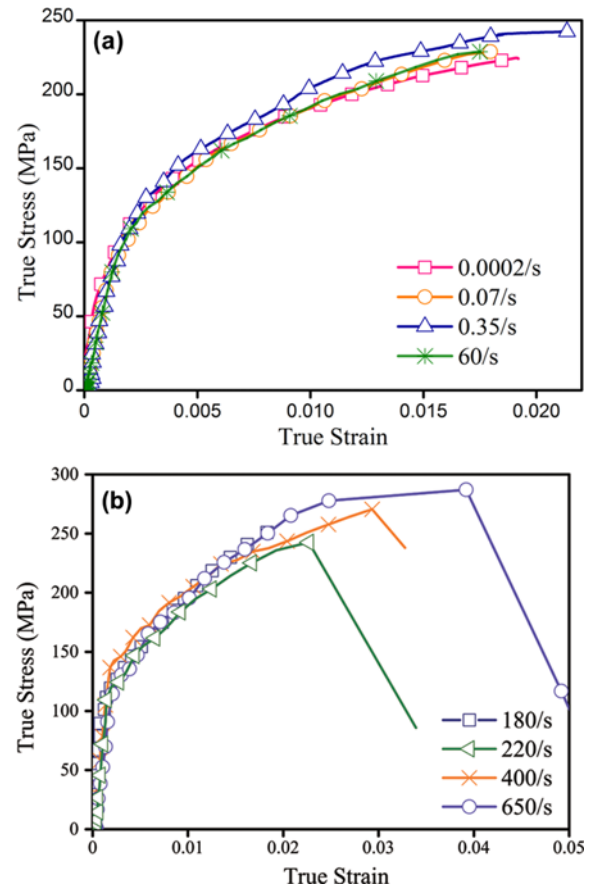 (a)
250
200
150
100
50
0
True Stress (MPa)
0.0002/s
0.07/s
0.35/s
60/s
0
0.005
0.010
0.015
0.020
True Strain
(b)
300
250
200
150
100
50
0
True Stress (MPa)
180/s
220/s
400/s
650/s
0
0.01
0.02
0.03
0.04
0.05
True Strain